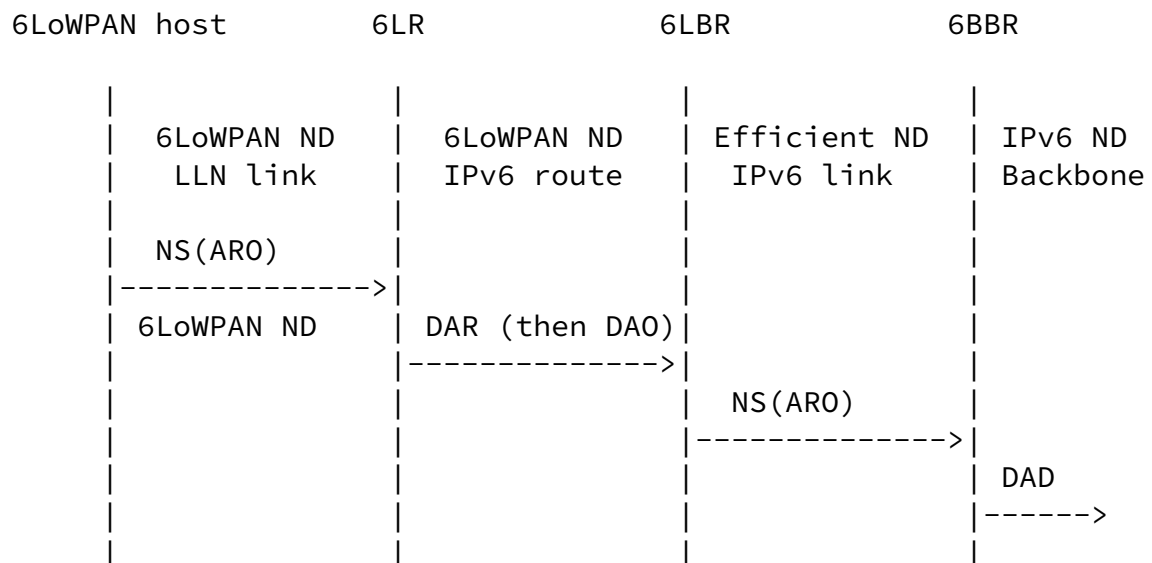 6LoWPAN host 6LR 6LBR 6BBR
6LoWPAN ND 6LoWPAN ND Efficient ND IPv6 ND
LLN link IPv6 route IPv6 link Backbone
NS(ARO)
6LoWPAN ND DAR (then DAO)
NS(ARO)
DAD